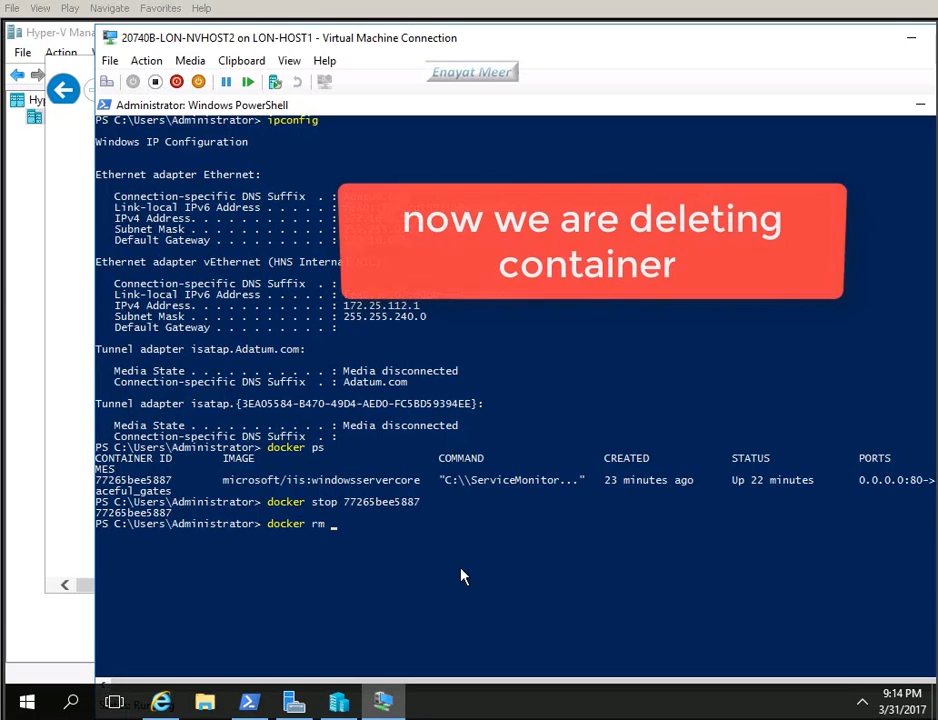 File Play View Navigate Favorites Help
Hyper-V Mana
20740B-LON-NVHOST2 on LON-HOST1 - Virtual Machine Connection
File Action
File Action Media Clipboard View Help
Enayat Meer
Hyp
Administrator: Windows PowerShell
PS C:\Users\Administrator> ipconfig
Windows IP Configuration
Ethernet adapter Ethernet:
Connection-specific DNS Suffix . :
Link-local IPv6 Address . . . . . :
IPv4 Address. . . . . . . . . . . :
Subnet Mask . . . . . . . . . . . :
Default Gateway . . . . . . . . . :
now we are deleting
container
Ethernet adapter vEthernet (HNS Internal NIC):
Connection-specific DNS Suffix . :
Link-local IPv6 Address . . . . . :
IPv4 Address. . . . . . . . . . . : 172.25.112.1
Subnet Mask . . . . . . . . . . . : 255.255.240.0
Default Gateway . . . . . . . . . :
Tunnel adapter isatap.Adatum.com:
Media State . . . . . . . . . . . : Media disconnected
Connection-specific DNS Suffix . : Adatum.com
Tunnel adapter isatap.{3EA05584-B470-49D4-AED0-FC5BD59394EE}:
Media State . . . . . . . . . . . : Media disconnected
Connection-specific DNS Suffix . :
PS C:\Users\Administrator> docker ps
CONTAINER ID IMAGE COMMAND CREATED STATUS PORTS
MES
77265bee5887 microsoft/iis:windowsservercore "C:\\ServiceMonitor..." 23 minutes ago Up 22 minutes 0.0.0.0:80->
aceful_gates
PS C:\Users\Administrator> docker stop 77265bee5887
77265bee5887
PS C:\Users\Administrator> docker rm _
9:14 PM
3/31/2017